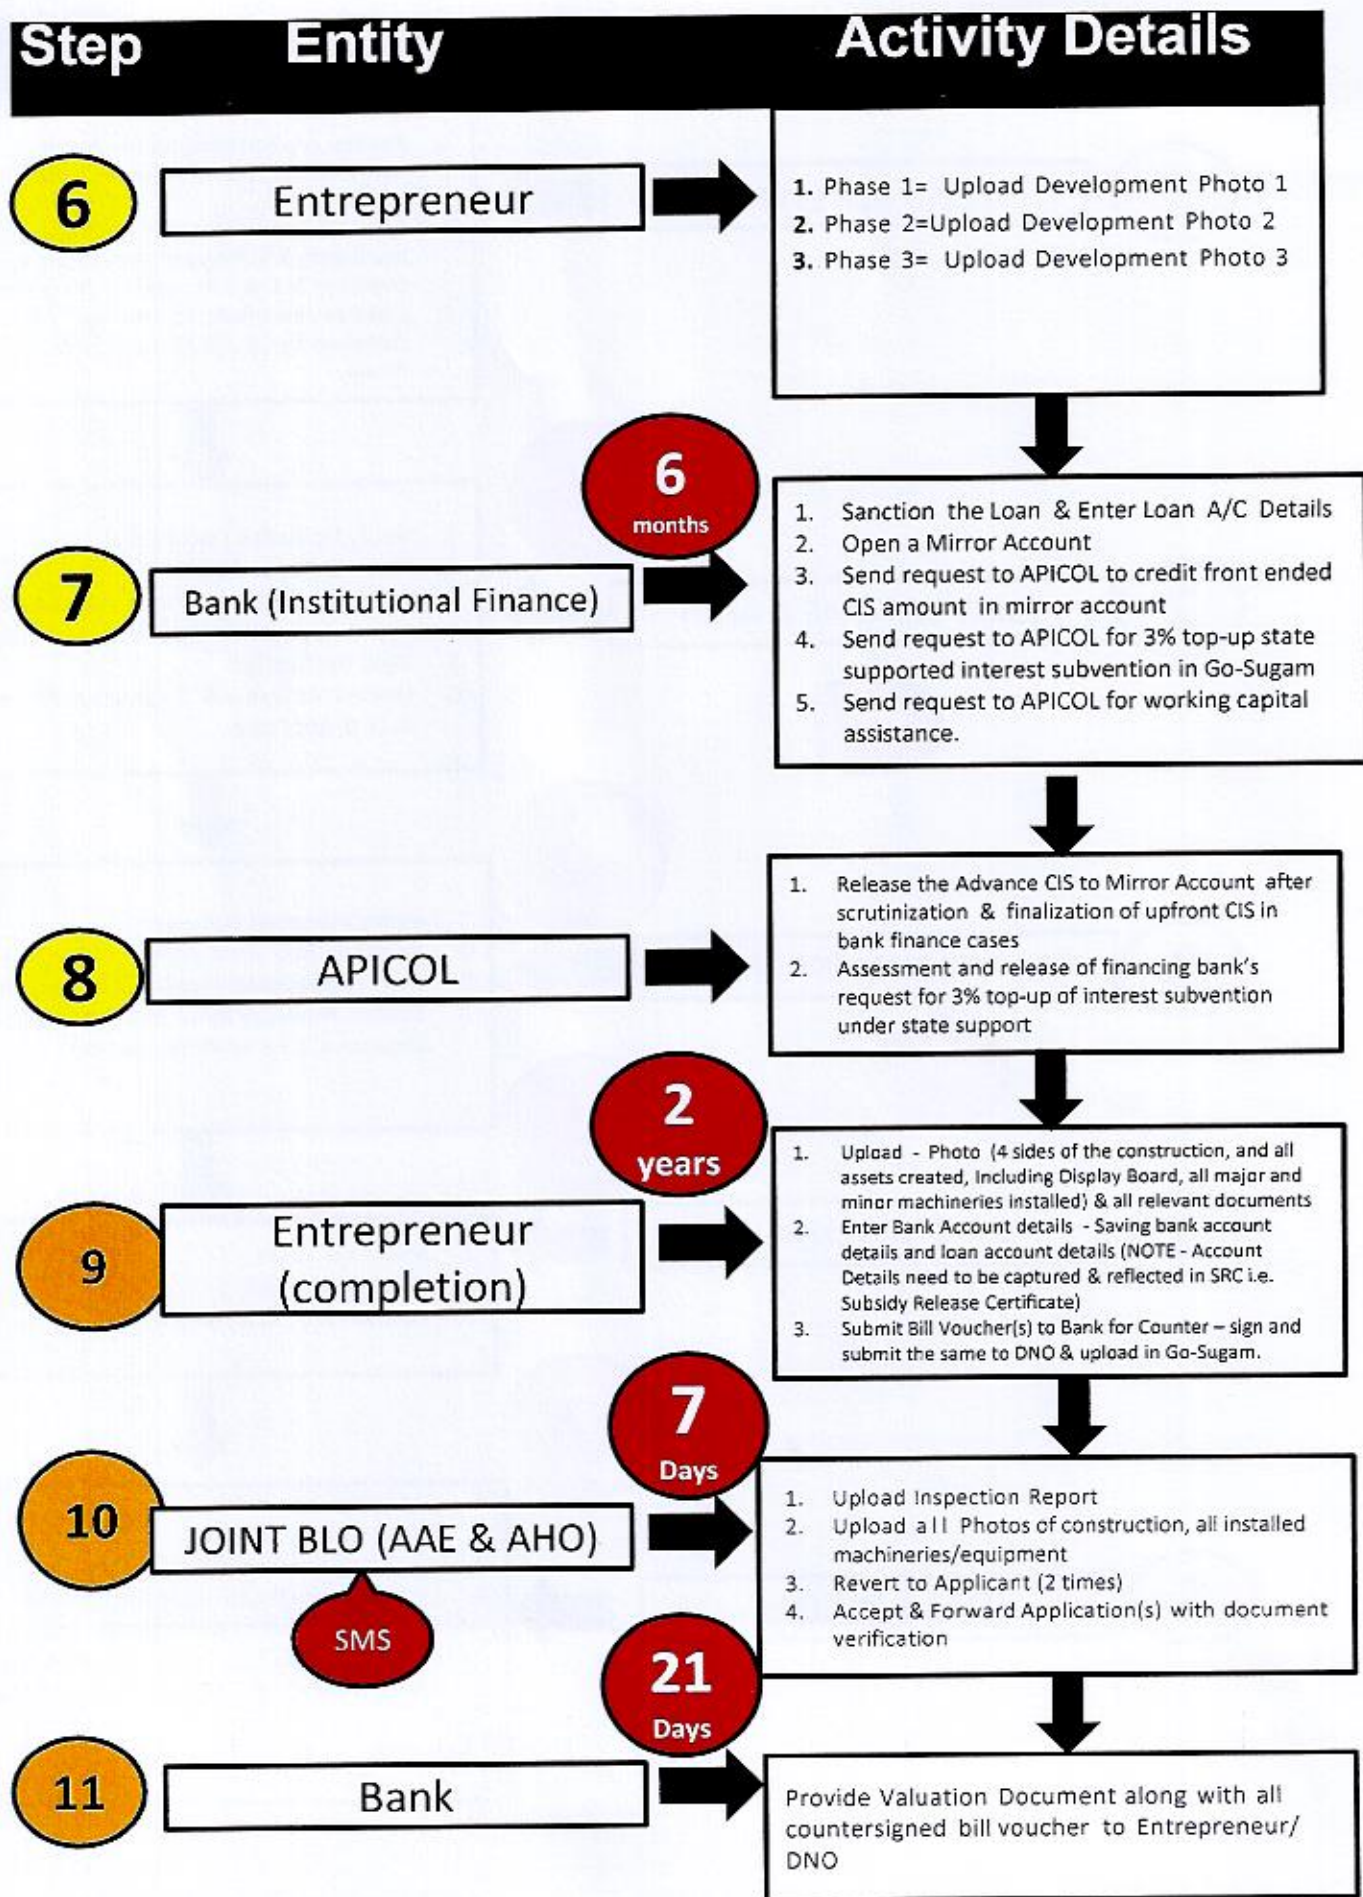 Step Entity Activity Details
6
Entrepreneur
1. Phase 1= Upload Development Photo 1
2. Phase 2=Upload Development Photo 2
3. Phase 3= Upload Development Photo 3
6
months
7
Bank (Institutional Finance)
1. Sanction the Loan & Enter Loan A/C Details
2. Open a Mirror Account
3. Send request to APICOL to credit front ended
CIS amount in mirror account
4. Send request to APICOL for 3% top-up state
supported interest subvention in Go-Sugam
5. Send request to APICOL for working capital
assistance.
8
APICOL
1. Release the Advance CIS to Mirror Account after
scrutinization & finalization of upfront CIS in
bank finance cases
2. Assessment and release of financing bank's
request for 3% top-up of interest subvention
under state support
2
years
9
Entrepreneur
(completion)
1. Upload - Photo (4 sides of the construction, and all
assets created, Including Display Board, all major and
minor machineries installed) & all relevant documents
2. Enter Bank Account details - Saving bank account
details and loan account details (NOTE - Account
Details need to be captured & reflected in SRC i.e.
Subsidy Release Certificate)
3. Submit Bill Voucher(s) to Bank for Counter – sign and
submit the same to DNO & upload in Go-Sugam.
7
Days
10
JOINT BLO (AAE & AHO)
SMS
1. Upload Inspection Report
2. Upload all Photos of construction, all installed
machineries/equipment
3. Revert to Applicant (2 times)
4. Accept & Forward Application(s) with document
verification
21
Days
11
Bank
Provide Valuation Document along with all
countersigned bill voucher to Entrepreneur/
DNO